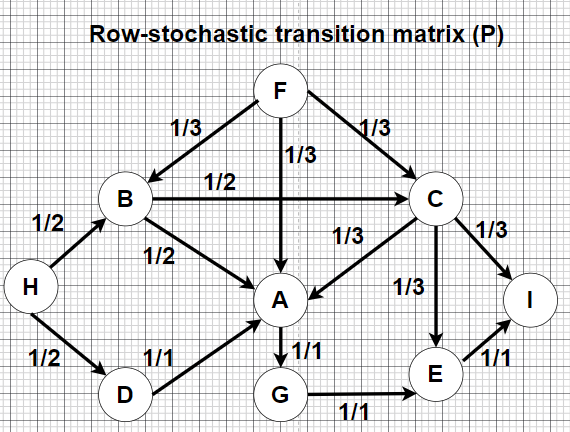 Row-stochastic transition matrix (P)
F
1/3
1/3
1/3
1/2
B
C
1/2
1/2
1/3
1/3
H
A
1/3
I
1/2
1/1
1/1
1/1
E
D
G
1/1